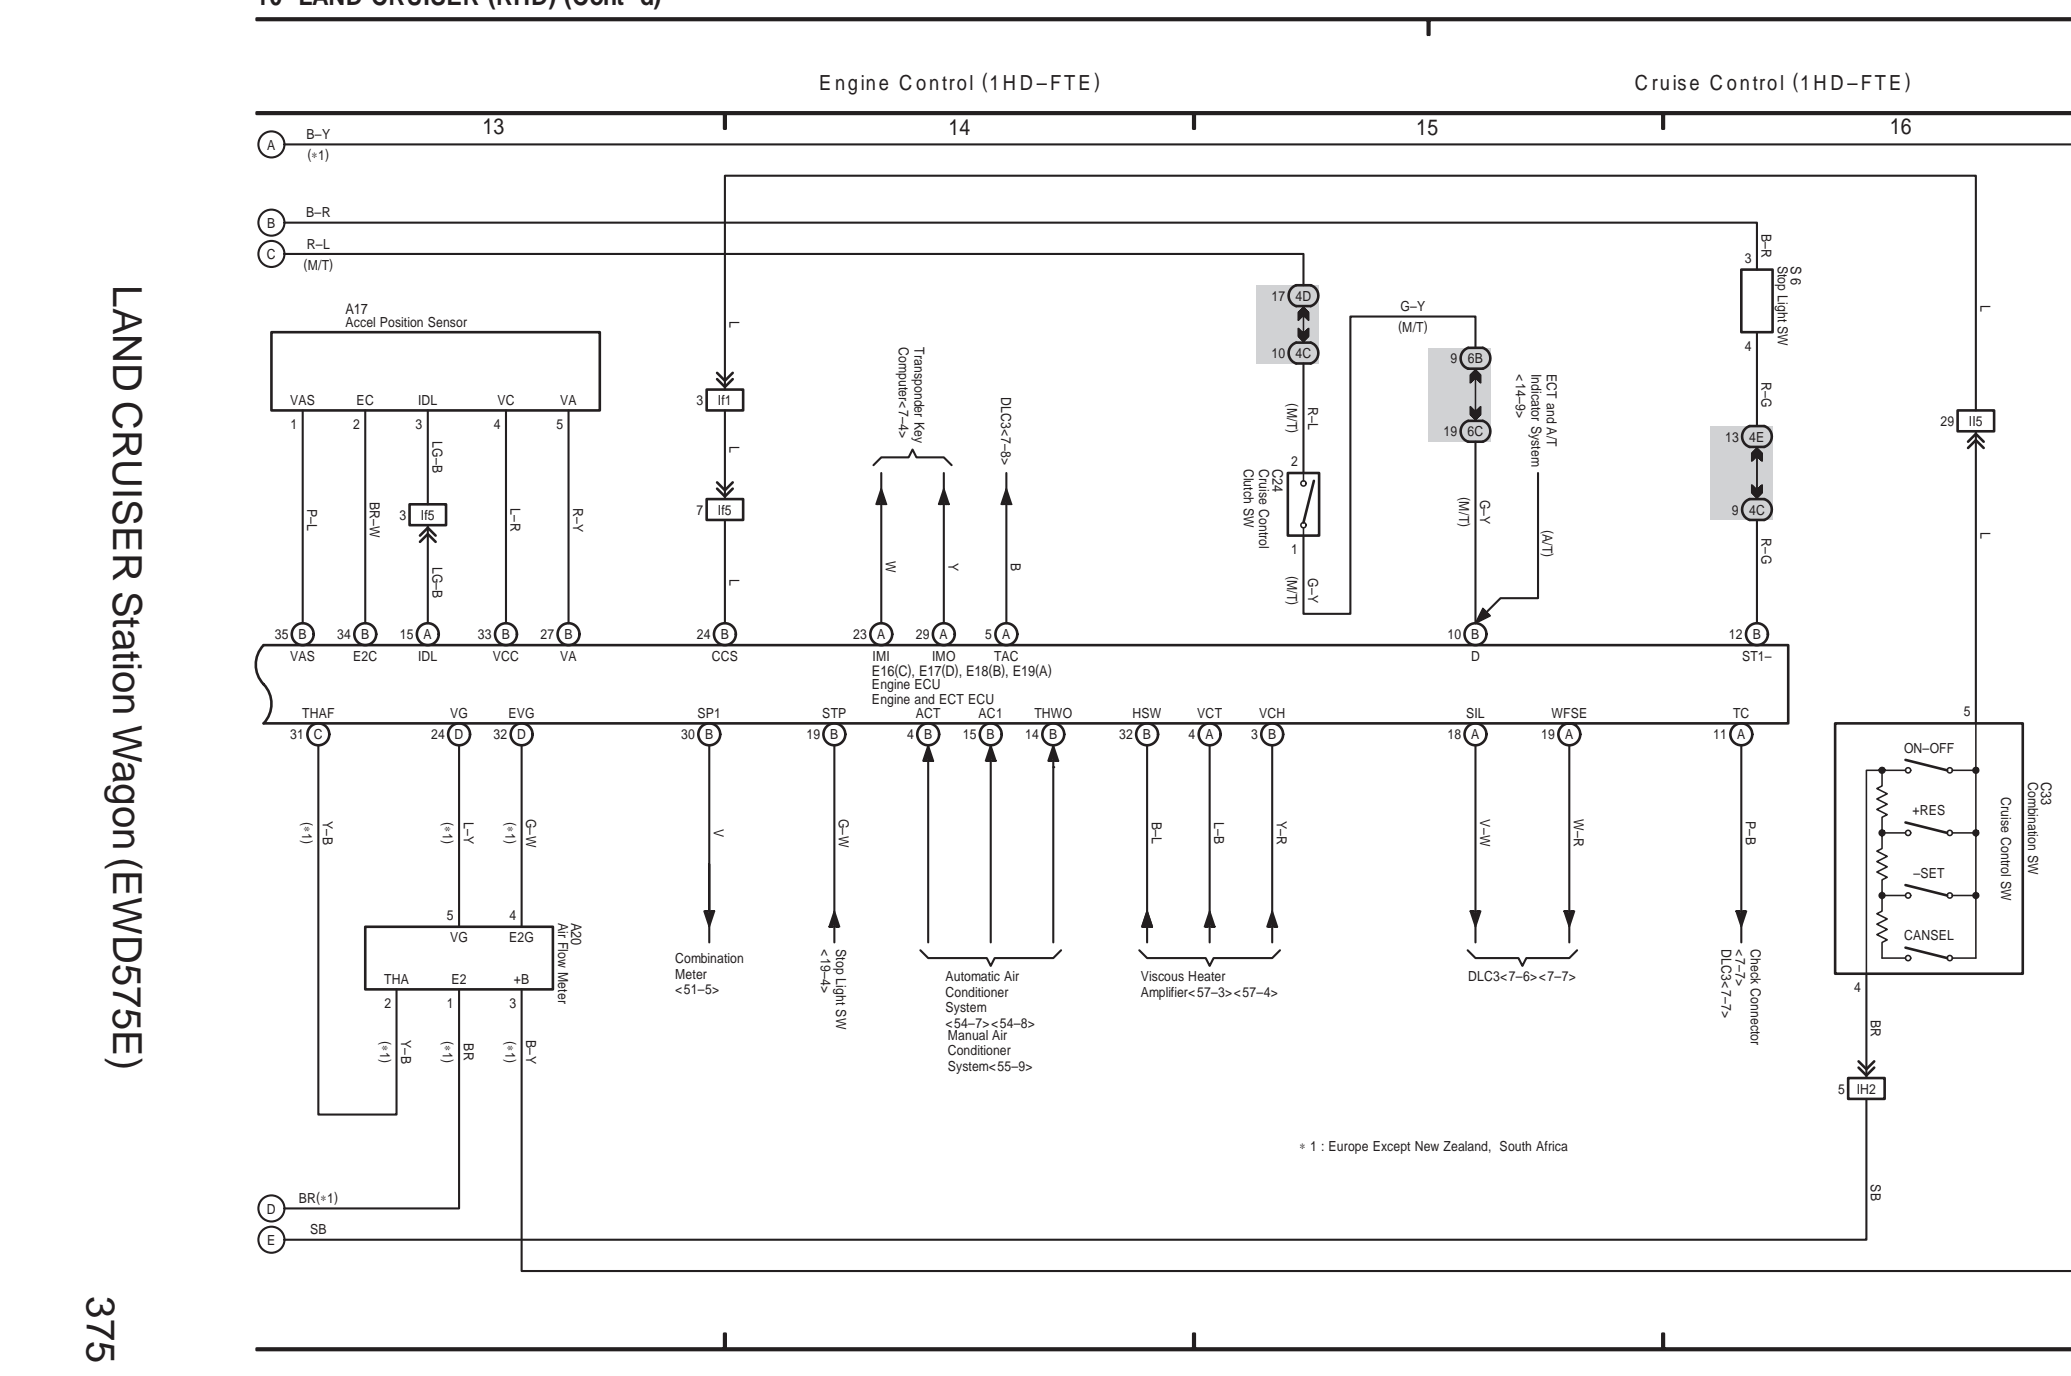 Engine Control (1HD–FTE)
Cruise Control (1HD–FTE)
13
14
15
16
A
B–Y
(*1)
B
B–R
C
R–L
(M/T)
A17
Accel Position Sensor
VAS
EC
IDL
VC
VA
1
2
3
4
5
P–L
BR–W
LG–B
3
If5
LG–B
L–R
R–Y
L
3
If1
L
7
If5
L
Transponder Key
Computer<7–4>
W
Y
DLC3<7–8>
B
17
4D
10
4C
R–L
(M/T)
2
C24
Cruise Control
Clutch SW
1
G–Y
(M/T)
G–Y
(M/T)
9
6B
19
6C
G–Y
(M/T)
ECT and A/T
Indicator System
<14–9>
(A/T)
B–R
3
S 6
Stop Light SW
4
R–G
13
4E
9
4C
R–G
L
29
II5
L
35
B
34
B
15
A
33
B
27
B
24
B
23
A
29
A
5
A
10
B
12
B
VAS
E2C
IDL
VCC
VA
CCS
IMI
IMO
TAC
D
ST1–
E16(C), E17(D), E18(B), E19(A)
Engine ECU
Engine and ECT ECU
THAF
VG
EVG
SP1
STP
ACT
AC1
THWO
HSW
VCT
VCH
SIL
WFSE
TC
31
C
24
D
32
D
30
B
19
B
4
B
15
B
14
B
32
B
4
A
3
B
18
A
19
A
11
A
Y–B
(*1)
L–Y
(*1)
G–W
(*1)
V
G–W
B–L
L–B
Y–R
V–W
W–R
P–B
5
4
VG
E2G
THA
E2
+B
A20
Air Flow Meter
2
1
3
Y–B
(*1)
BR
(*1)
B–Y
(*1)
Combination
Meter
<51–5>
Stop Light SW
<19–4>
Automatic Air
Conditioner
System
<54–7><54–8>
Manual Air
Conditioner
System<55–9>
Viscous Heater
Amplifier<57–3><57–4>
DLC3<7–6><7–7>
Check Connector
<7–7>
DLC3<7–7>
5
ON–OFF
+RES
–SET
CANSEL
C33
Combination SW
Cruise Control SW
4
BR
5
IH2
SB
* 1 : Europe Except New Zealand, South Africa
D
BR(*1)
E
SB
LAND CRUISER Station Wagon (EWD575E)
375